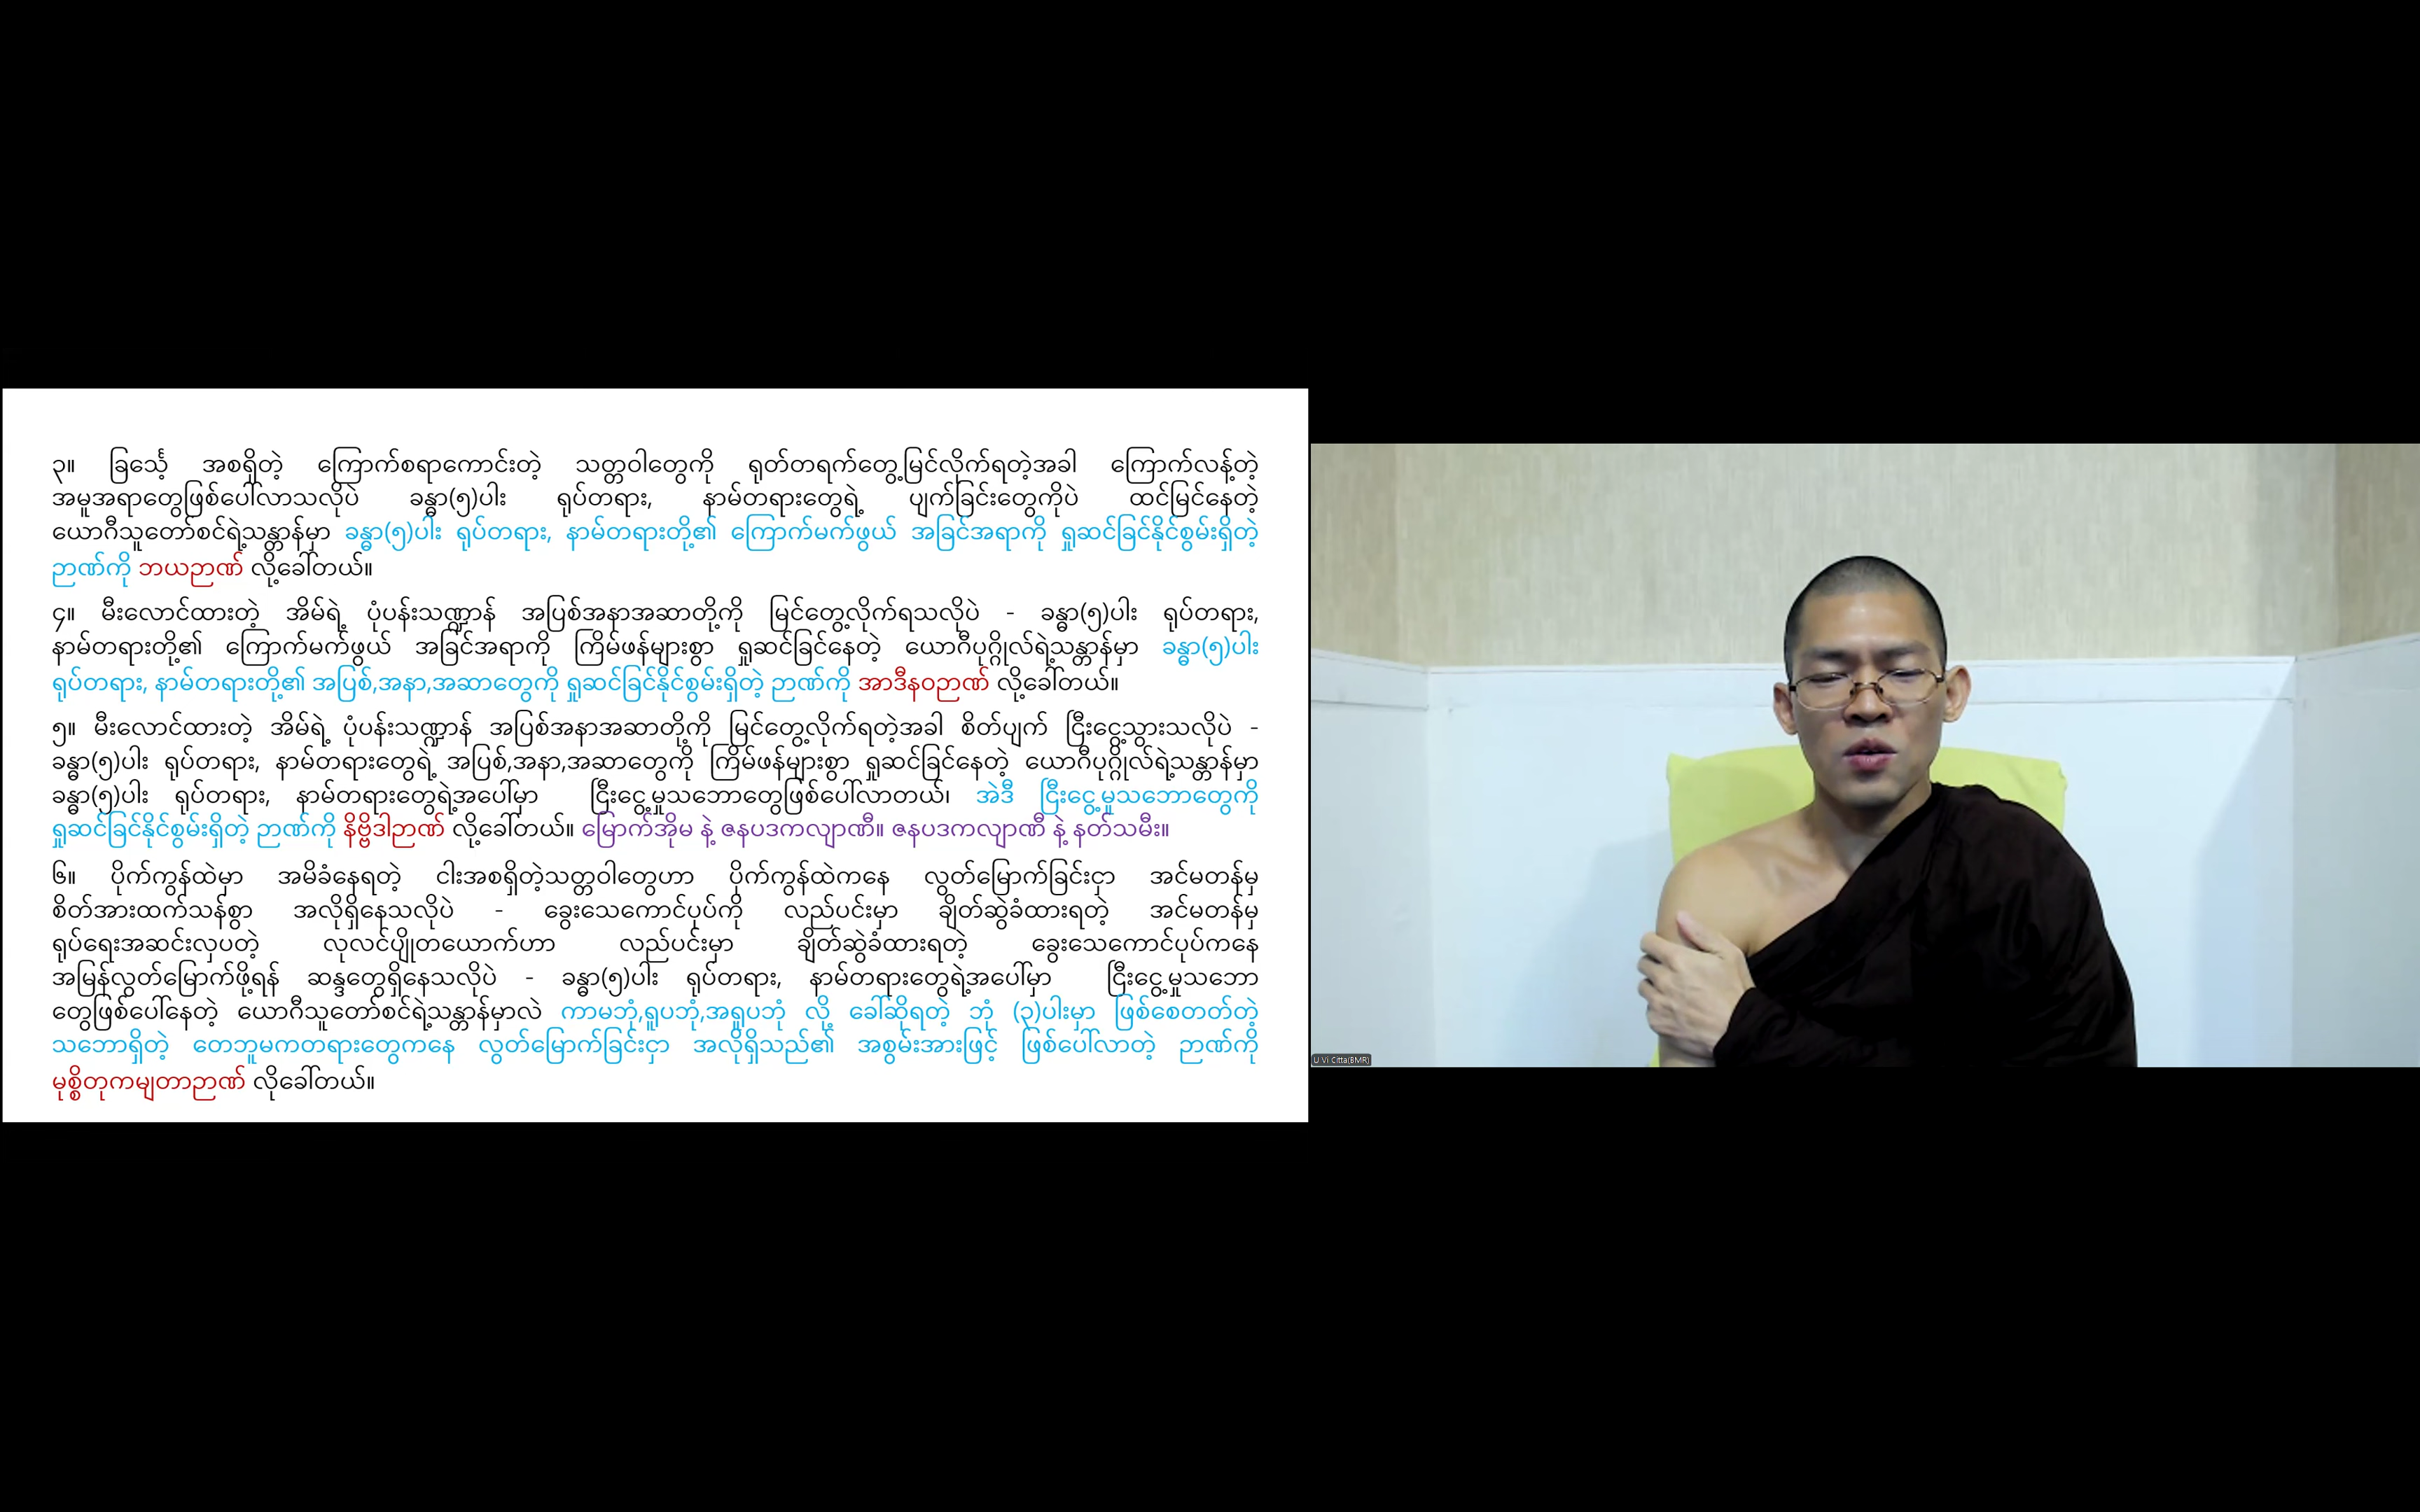 ၃။ ခြင်္သေ့ အစရှိတဲ့ ကြောက်စရာကောင်းတဲ့ သတ္တဝါတွေကို ရုတ်တရက်တွေ့မြင်လိုက်ရတဲ့အခါ ကြောက်လန့်တဲ့
အမူအရာတွေဖြစ်ပေါ်လာသလိုပဲ ခန္ဓာ(၅)ပါး ရုပ်တရား, နာမ်တရားတွေရဲ့ ပျက်ခြင်းတွေကိုပဲ ထင်မြင်နေတဲ့
ယောဂီသူတော်စင်ရဲ့သန္တာန်မှာ ခန္ဓာ(၅)ပါး ရုပ်တရား, နာမ်တရားတို့၏ ကြောက်မက်ဖွယ် အခြင်အရာကို ရှုဆင်ခြင်နိုင်စွမ်းရှိတဲ့
ဉာဏ်ကို ဘယဉာဏ် လို့ခေါ်တယ်။
၄။ မီးလောင်ထားတဲ့ အိမ်ရဲ့ ပုံပန်းသဏ္ဌာန် အပြစ်အနာအဆာတို့ကို မြင်တွေ့လိုက်ရသလိုပဲ - ခန္ဓာ(၅)ပါး ရုပ်တရား,
နာမ်တရားတို့၏ ကြောက်မက်ဖွယ် အခြင်အရာကို ကြိမ်ဖန်များစွာ ရှုဆင်ခြင်နေတဲ့ ယောဂီပုဂ္ဂိုလ်ရဲ့သန္တာန်မှာ ခန္ဓာ(၅)ပါး
ရုပ်တရား, နာမ်တရားတို့၏ အပြစ်,အနာ,အဆာတွေကို ရှုဆင်ခြင်နိုင်စွမ်းရှိတဲ့ ဉာဏ်ကို အာဒီနဝဉာဏ် လို့ခေါ်တယ်။
၅။ မီးလောင်ထားတဲ့ အိမ်ရဲ့ ပုံပန်းသဏ္ဌာန် အပြစ်အနာအဆာတို့ကို မြင်တွေ့လိုက်ရတဲ့အခါ စိတ်ပျက် ငြီးငွေ့သွားသလိုပဲ -
ခန္ဓာ(၅)ပါး ရုပ်တရား, နာမ်တရားတွေရဲ့ အပြစ်,အနာ,အဆာတွေကို ကြိမ်ဖန်များစွာ ရှုဆင်ခြင်နေတဲ့ ယောဂီပုဂ္ဂိုလ်ရဲ့သန္တာန်မှာ
ခန္ဓာ(၅)ပါး ရုပ်တရား, နာမ်တရားတွေရဲ့အပေါ်မှာ ငြီးငွေ့မှုသဘောတွေဖြစ်ပေါ်လာတယ်၊ အဲဒီ ငြီးငွေ့မှုသဘောတွေကို
ရှုဆင်ခြင်နိုင်စွမ်းရှိတဲ့ ဉာဏ်ကို နိဗ္ဗိဒါဉာဏ် လို့ခေါ်တယ်။ မြောက်အိုမ နဲ့ ဇနပဒကလျာဏီ။ ဇနပဒကလျာဏီ နဲ့ နတ်သမီး။
၆။ ပိုက်ကွန်ထဲမှာ အမိခံနေရတဲ့ ငါးအစရှိတဲ့သတ္တဝါတွေဟာ ပိုက်ကွန်ထဲကနေ လွတ်မြောက်ခြင်းငှာ အင်မတန်မှ
စိတ်အားထက်သန်စွာ အလိုရှိနေသလိုပဲ - ခွေးသေကောင်ပုပ်ကို လည်ပင်းမှာ ချိတ်ဆွဲခံထားရတဲ့ အင်မတန်မှ
ရုပ်ရေးအဆင်းလှပတဲ့ လုလင်ပျိုတယောက်ဟာ လည်ပင်းမှာ ချိတ်ဆွဲခံထားရတဲ့ ခွေးသေကောင်ပုပ်ကနေ
အမြန်လွတ်မြောက်ဖို့ရန် ဆန္ဒတွေရှိနေသလိုပဲ - ခန္ဓာ(၅)ပါး ရုပ်တရား, နာမ်တရားတွေရဲ့အပေါ်မှာ ငြီးငွေ့မှုသဘော
တွေဖြစ်ပေါ်နေတဲ့ ယောဂီသူတော်စင်ရဲ့သန္တာန်မှာလဲ ကာမဘုံ,ရူပဘုံ,အရူပဘုံ လို့ ခေါ်ဆိုရတဲ့ ဘုံ (၃)ပါးမှာ ဖြစ်စေတတ်တဲ့
သဘောရှိတဲ့ တေဘူမကတရားတွေကနေ လွတ်မြောက်ခြင်းငှာ အလိုရှိသည်၏ အစွမ်းအားဖြင့် ဖြစ်ပေါ်လာတဲ့ ဉာဏ်ကို
မုစ္စိတုကမျတာဉာဏ် လို့ခေါ်တယ်။
U Vi Citta(BMR)